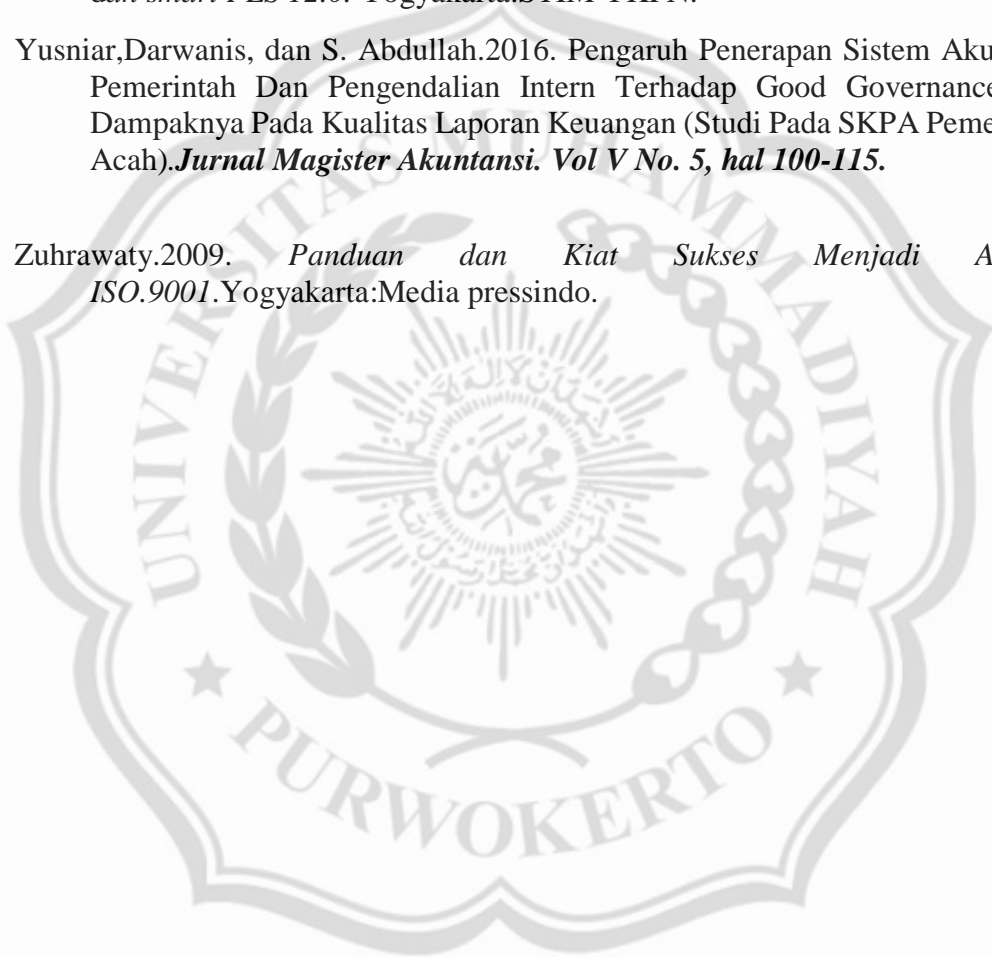 dan smart PLS 12.0. Yogyakarta:STIM YKPN.
Yusniar,Darwanis, dan S. Abdullah.2016. Pengaruh Penerapan Sistem
Pemerintah Dan Pengendalian Intern Terhadap Good Governance
Dampaknya Pada Kualitas Laporan Keuangan (Studi Pada SKPA
Acah).Jurnal Magister Akuntansi. Vol V No. 5, hal 100-115.
Zuhrawaty.2009. Panduan dan Kiat Sukses Menjadi
ISO.9001.Yogyakarta:Media pressindo.
UNIVERSITAS MUHAMMADIYAH
PURWOKERTO